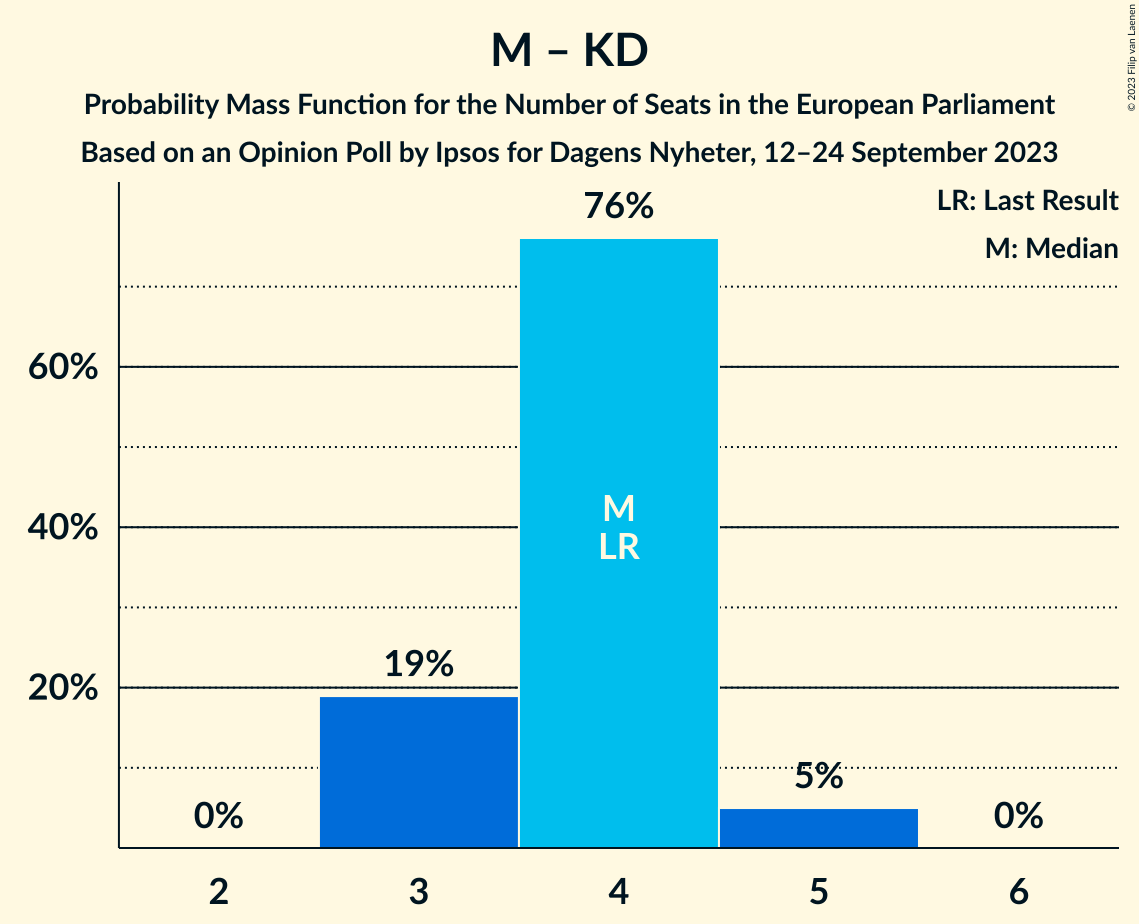 M – KD
Probability Mass Function for the Number of Seats in the European Parliament
Based on an Opinion Poll by Ipsos for Dagens Nyheter, 12–24 September 2023
© 2023 Filip van Laenen
LR: Last Result
M: Median
76%
60%
40%
20%
M
LR
19%
5%
0%
0%
2 3 4 5 6